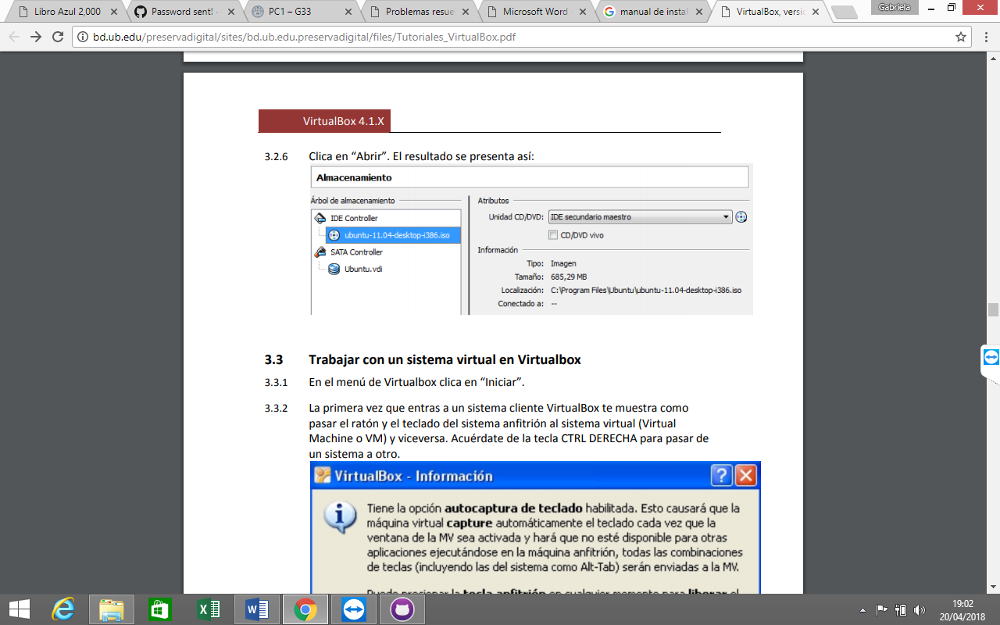 Libro Azul 2,000
Password sent! ·
PC1 – G33
Problemas resue
Microsoft Word -
manual de instal
VirtualBox, versic
Gabriela
bd.ub.edu/preservadigital/sites/bd.ub.edu.preservadigital/files/Tutoriales_VirtualBox.pdf
VirtualBox 4.1.X
3.2.6 Clica en “Abrir”. El resultado se presenta así:
Almacenamiento
Árbol de almacenamiento
IDE Controller
ubuntu-11.04-desktop-i386.iso
SATA Controller
Ubuntu.vdi
Atributos
Unidad CD/DVD: IDE secundario maestro
CD/DVD vivo
Información
Tipo: Imagen
Tamaño: 685,29 MB
Localización: C:\Program Files\Ubuntu\ubuntu-11.04-desktop-i386.iso
Conectado a: --
3.3 Trabajar con un sistema virtual en Virtualbox
3.3.1 En el menú de Virtualbox clica en “Iniciar”.
3.3.2 La primera vez que entras a un sistema cliente VirtualBox te muestra como
pasar el ratón y el teclado del sistema anfitrión al sistema virtual (Virtual
Machine o VM) y viceversa. Acuérdate de la tecla CTRL DERECHA para pasar de
un sistema a otro.
VirtualBox - Información
Tiene la opción autocaptura de teclado habilitada. Esto causará que la
máquina virtual capture automáticamente el teclado cada vez que la
ventana de la MV sea activada y hará que no esté disponible para otras
aplicaciones ejecutándose en la máquina anfitrión, todas las combinaciones
de teclas (incluyendo las del sistema como Alt-Tab) serán enviadas a la MV.
Puede presionar la tecla anfitrión en cualquier momento para liberar el
19:02
20/04/2018